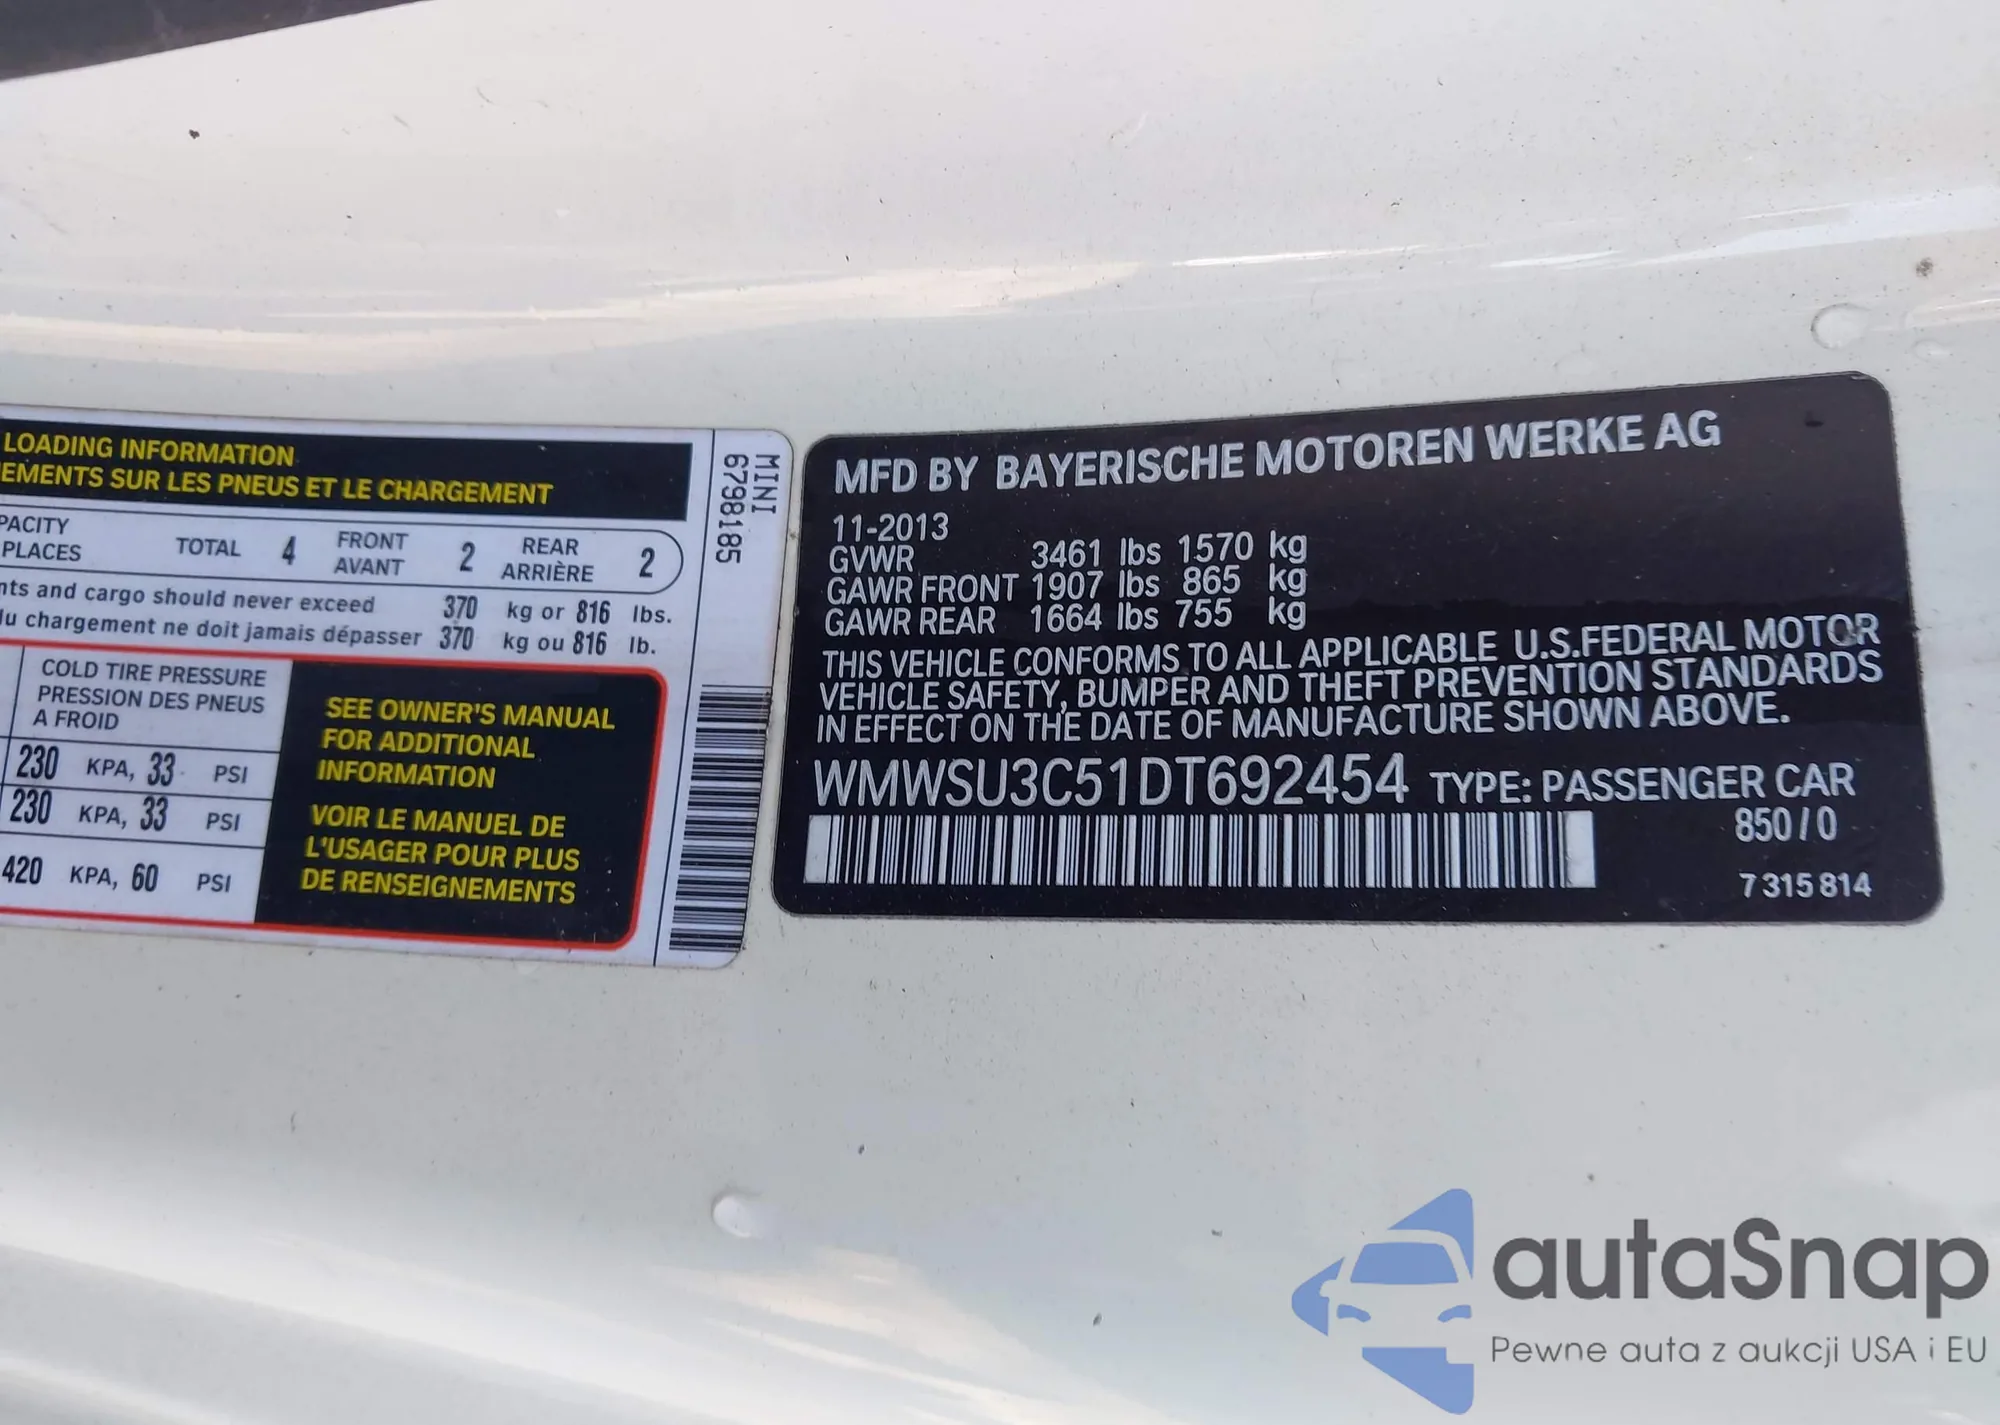 LOADING INFORMATION
EMENTS SUR LES PNEUS ET LE CHARGEMENT
PACITY
PLACES
TOTAL 4
FRONT
AVANT
2
REAR
ARRIÈRE
2
nts and cargo should never exceed 370 kg or 816 lbs.
du chargement ne doit jamais dépasser 370 kg ou 816 lb.
COLD TIRE PRESSURE
PRESSION DES PNEUS
A FROID
230 KPA, 33 PSI
230 KPA, 33 PSI
420 KPA, 60 PSI
SEE OWNER'S MANUAL
FOR ADDITIONAL
INFORMATION
VOIR LE MANUEL DE
L'USAGER POUR PLUS
DE RENSEIGNEMENTS
MINI
6798185
MFD BY BAYERISCHE MOTOREN WERKE AG
11-2013
GVWR 3461 lbs 1570 kg
GAWR FRONT 1907 lbs 865 kg
GAWR REAR 1664 lbs 755 kg
THIS VEHICLE CONFORMS TO ALL APPLICABLE U.S.FEDERAL MOTOR
VEHICLE SAFETY, BUMPER AND THEFT PREVENTION STANDARDS
IN EFFECT ON THE DATE OF MANUFACTURE SHOWN ABOVE.
WMWSU3C51DT692454 TYPE: PASSENGER CAR
850/0
7 315 814
autaSnap
Pewne auta z aukcji USA i EU